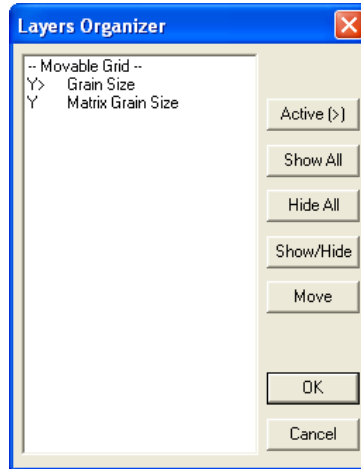 Layers Organizer
-- Movable Grid --
Y> Grain Size
Y Matrix Grain Size
Active (>)
Show All
Hide All
Show/Hide
Move
OK
Cancel